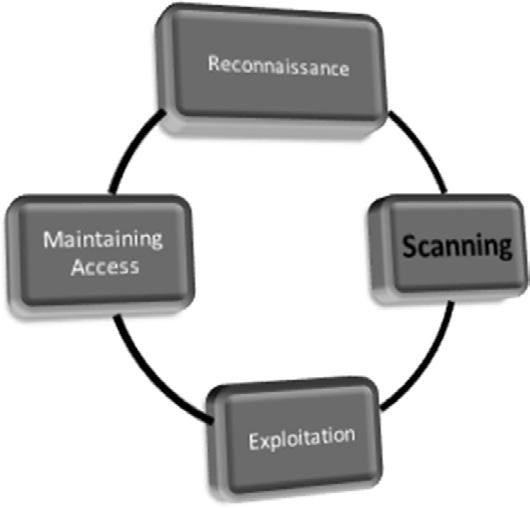 Reconnaissance
Scanning
Exploitation
Maintaining
Access